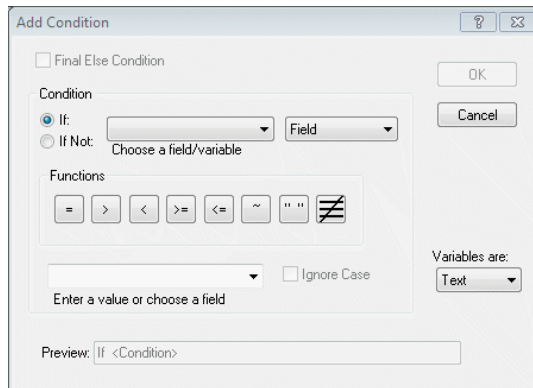 Add Condition
?
Final Else Condition
OK
Condition
If:
Field
Cancel
If Not:
Choose a field/variable
Functions
= > < >= <= ~ " "
Ignore Case
Variables are:
Text
Enter a value or choose a field
Preview: If <Condition>